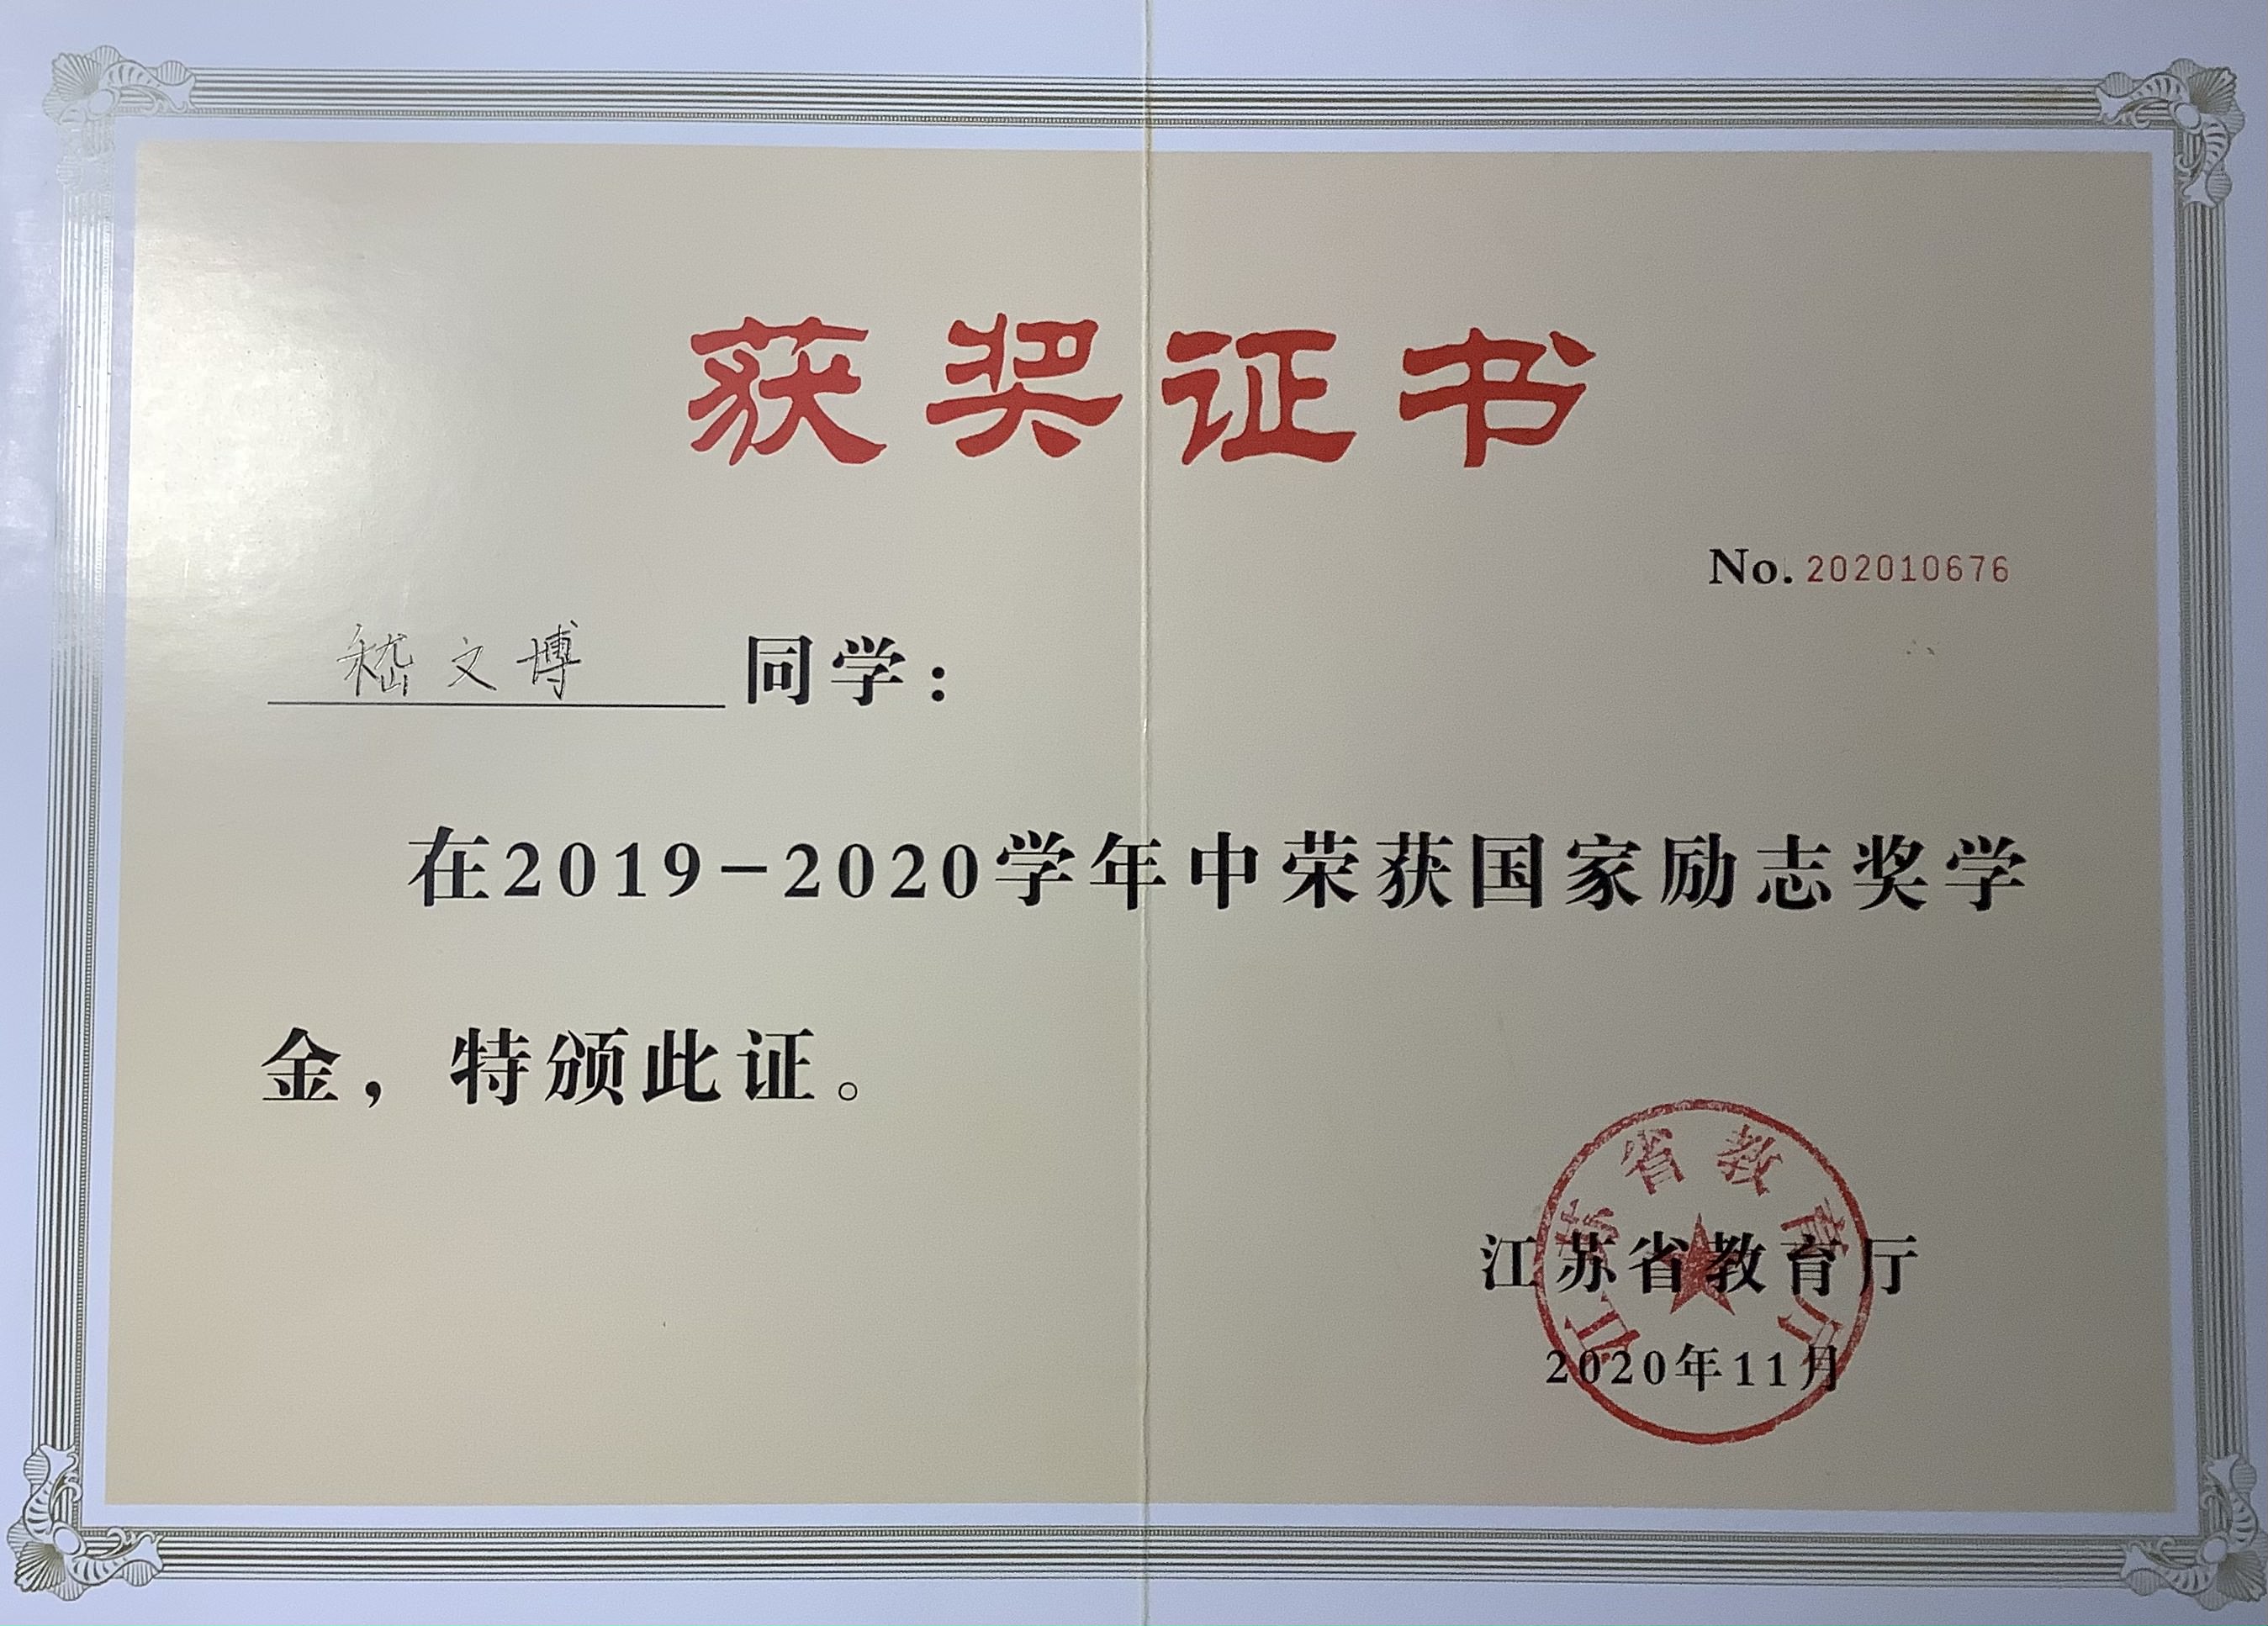 获奖证书
No. 202010676
嵇文博 同学：
在2019-2020学年中荣获国家励志奖学
金，特颁此证。
江苏省教育厅
江苏省教育厅
2020年11月